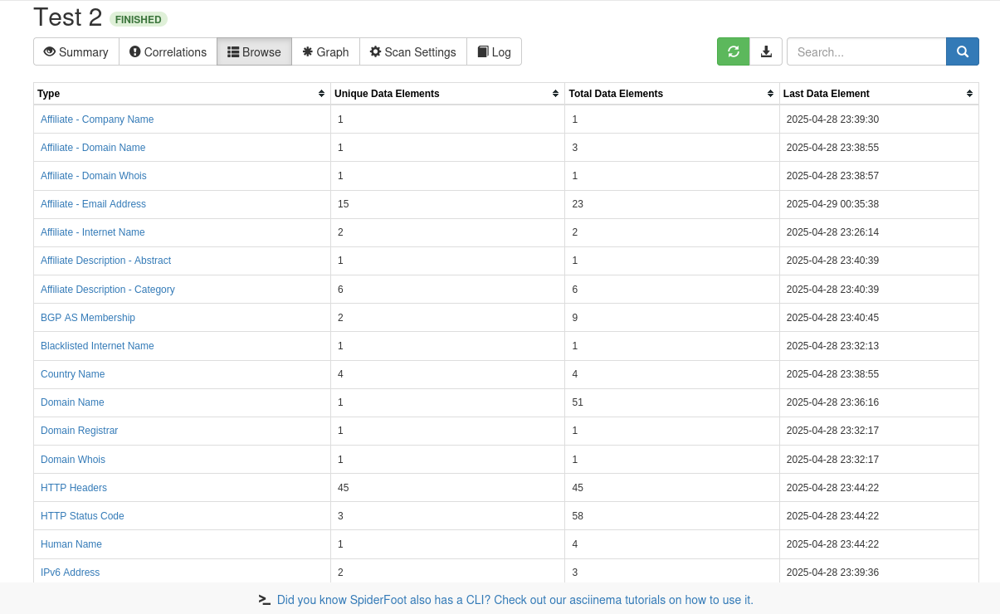 Test 2 FINISHED
Summary Correlations Browse Graph Scan Settings Log Search...
Type Unique Data Elements Total Data Elements Last Data Element
Affiliate - Company Name 1 1 2025-04-28 23:39:30
Affiliate - Domain Name 1 3 2025-04-28 23:38:55
Affiliate - Domain Whois 1 1 2025-04-28 23:38:57
Affiliate - Email Address 15 23 2025-04-29 00:35:38
Affiliate - Internet Name 2 2 2025-04-28 23:26:14
Affiliate Description - Abstract 1 1 2025-04-28 23:40:39
Affiliate Description - Category 6 6 2025-04-28 23:40:39
BGP AS Membership 2 9 2025-04-28 23:40:45
Blacklisted Internet Name 1 1 2025-04-28 23:32:13
Country Name 4 4 2025-04-28 23:38:55
Domain Name 1 51 2025-04-28 23:36:16
Domain Registrar 1 1 2025-04-28 23:32:17
Domain Whois 1 1 2025-04-28 23:32:17
HTTP Headers 45 45 2025-04-28 23:44:22
HTTP Status Code 3 58 2025-04-28 23:44:22
Human Name 1 4 2025-04-28 23:44:22
IPv6 Address 2 3 2025-04-28 23:39:36
Did you know SpiderFoot also has a CLI? Check out our asciinema tutorials on how to use it.